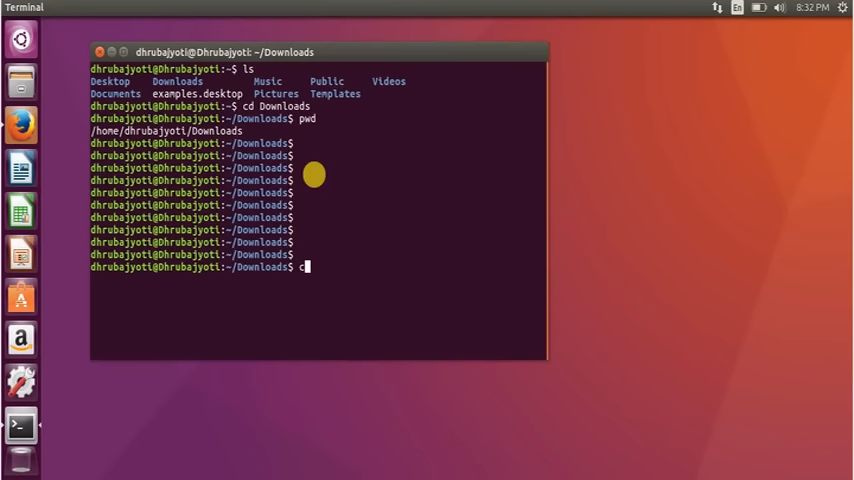 Terminal
En
8:32 PM
dhrubajyoti@Dhrubajyoti: ~/Downloads
dhrubajyoti@Dhrubajyoti:~$ ls
Desktop Downloads Music Public Videos
Documents examples.desktop Pictures Templates
dhrubajyoti@Dhrubajyoti:~$ cd Downloads
dhrubajyoti@Dhrubajyoti:~/Downloads$ pwd
/home/dhrubajyoti/Downloads
dhrubajyoti@Dhrubajyoti:~/Downloads$
dhrubajyoti@Dhrubajyoti:~/Downloads$
dhrubajyoti@Dhrubajyoti:~/Downloads$
dhrubajyoti@Dhrubajyoti:~/Downloads$
dhrubajyoti@Dhrubajyoti:~/Downloads$
dhrubajyoti@Dhrubajyoti:~/Downloads$
dhrubajyoti@Dhrubajyoti:~/Downloads$
dhrubajyoti@Dhrubajyoti:~/Downloads$
dhrubajyoti@Dhrubajyoti:~/Downloads$
dhrubajyoti@Dhrubajyoti:~/Downloads$
dhrubajyoti@Dhrubajyoti:~/Downloads$ c